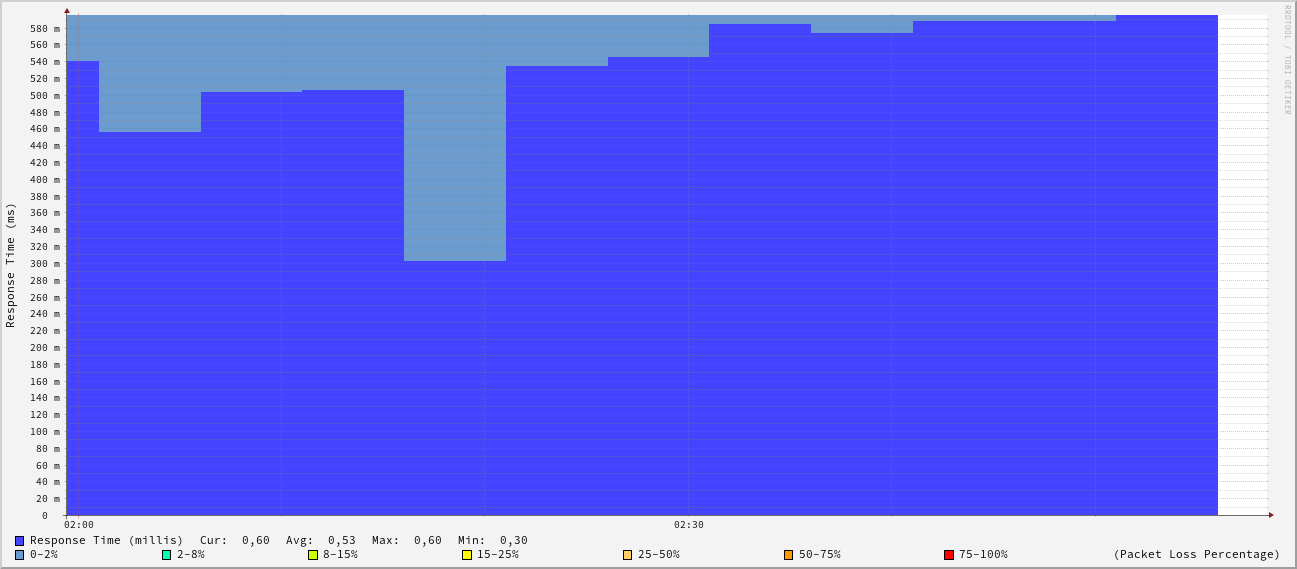 RRDTOOL / TOBI OETIKER
Response Time (ms)
580 m
560 m
540 m
520 m
500 m
480 m
460 m
440 m
420 m
400 m
380 m
360 m
340 m
320 m
300 m
280 m
260 m
240 m
220 m
200 m
180 m
160 m
140 m
120 m
100 m
80 m
60 m
40 m
20 m
0
02:00 02:30
Response Time (millis) Cur: 0,60 Avg: 0,53 Max: 0,60 Min: 0,30
0-2% 2-8% 8-15% 15-25% 25-50% 50-75% 75-100% (Packet Loss Percentage)